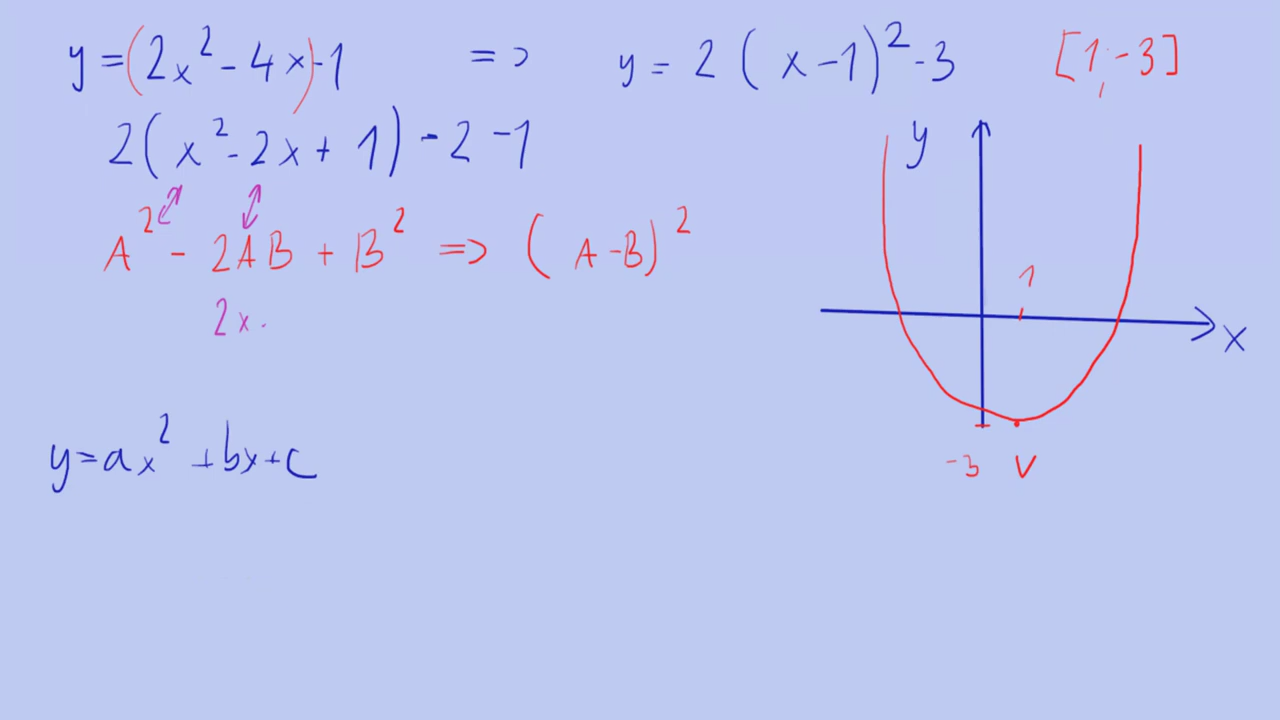 y = (2x² - 4x) - 1 => y = 2 (x - 1)² - 3 [1, -3]
2(x² - 2x + 1) - 2 - 1
A² - 2AB + B² => (A - B)²
2x .
y = ax² + bx + c
y
1
x
-3 V